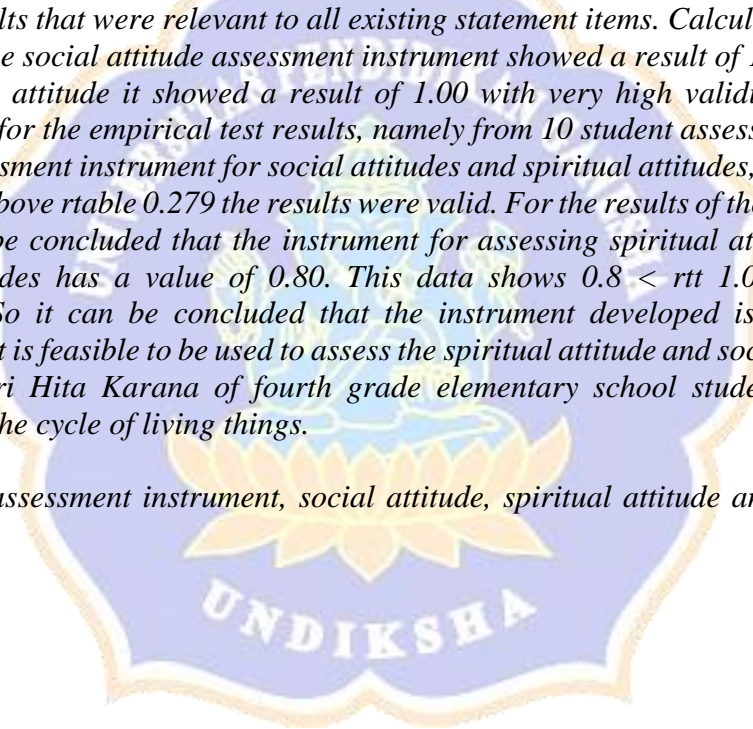 lts that were relevant to all existing statement items. Calcul
e social attitude assessment instrument showed a result of
attitude it showed a result of 1.00 with very high validi
for the empirical test results, namely from 10 student assess
sment instrument for social attitudes and spiritual attitudes,
bove rtable 0.279 the results were valid. For the results of the
be concluded that the instrument for assessing spiritual at
des has a value of 0.80. This data shows 0.8 < rtt 1.0
So it can be concluded that the instrument developed is
t is feasible to be used to assess the spiritual attitude and soc
ri Hita Karana of fourth grade elementary school stude
he cycle of living things.
assessment instrument, social attitude, spiritual attitude an
UNIVERSITAS PENDIDIKAN GANESHA
UNDIKSHA